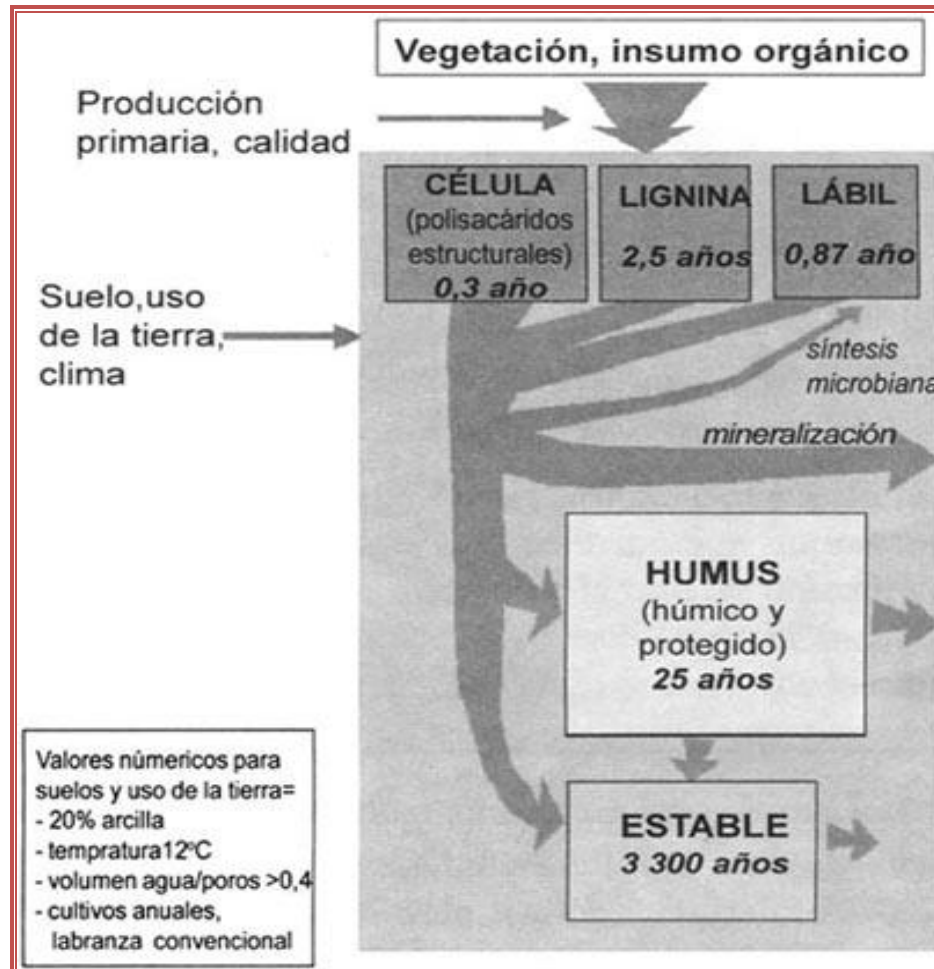 Vegetación, insumo orgánico
Producción
primaria, calidad
CÉLULA
(polisacáridos
estructurales)
0,3 año
LIGNINA
2,5 años
LÁBIL
0,87 año
Suelo,uso
de la tierra,
clima
síntesis
microbiana
mineralización
HUMUS
(húmico y
protegido)
25 años
ESTABLE
3 300 años
Valores númericos para
suelos y uso de la tierra=
- 20% arcilla
- tempratura12ºC
- volumen agua/poros >0,4
- cultivos anuales,
labranza convencional